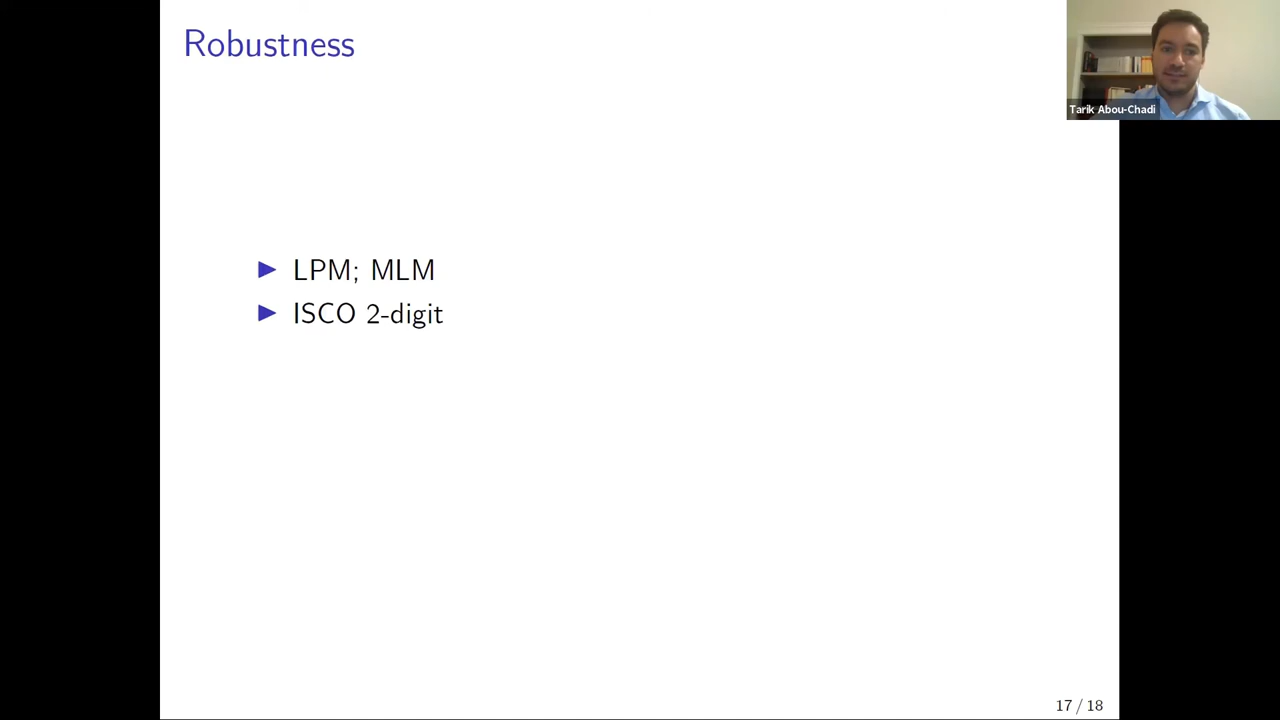 Robustness
Tarik Abou-Chadi
▶ LPM; MLM
▶ ISCO 2-digit
17 / 18